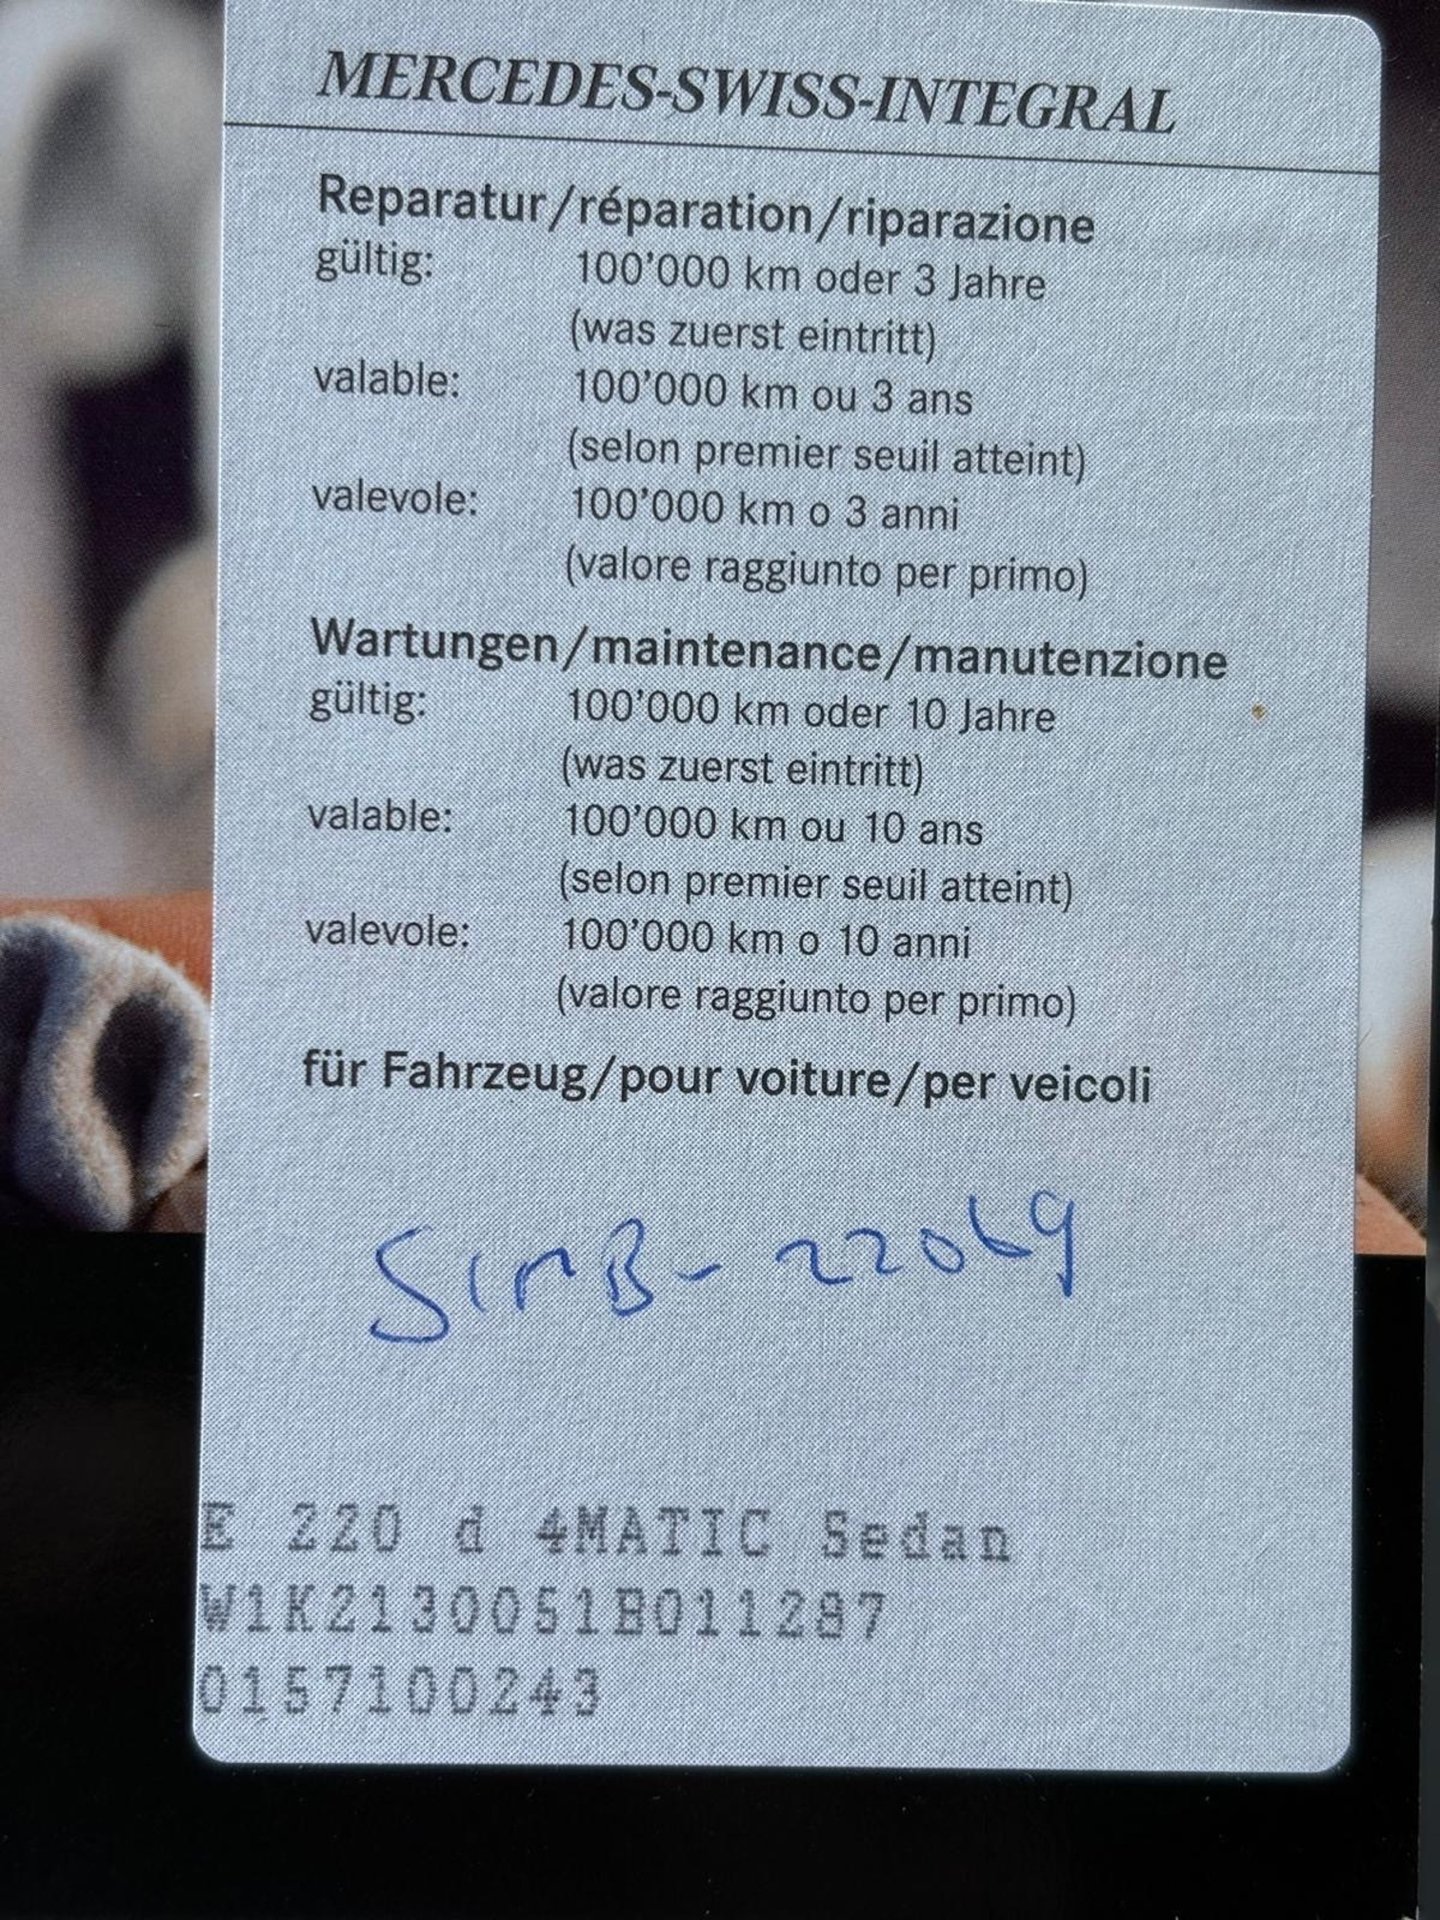 MERCEDES-SWISS-INTEGRAL
Reparatur/réparation/riparazione
gültig: 100'000 km oder 3 Jahre
(was zuerst eintritt)
valable: 100'000 km ou 3 ans
(selon premier seuil atteint)
valevole: 100'000 km o 3 anni
(valore raggiunto per primo)
Wartungen/maintenance/manutenzione
gültig: 100'000 km oder 10 Jahre
(was zuerst eintritt)
valable: 100'000 km ou 10 ans
(selon premier seuil atteint)
valevole: 100'000 km o 10 anni
(valore raggiunto per primo)
für Fahrzeug/pour voiture/per veicoli
SIMB-22069
E 220 d 4MATIC Sedan
W1K2130051B011287
0157100243